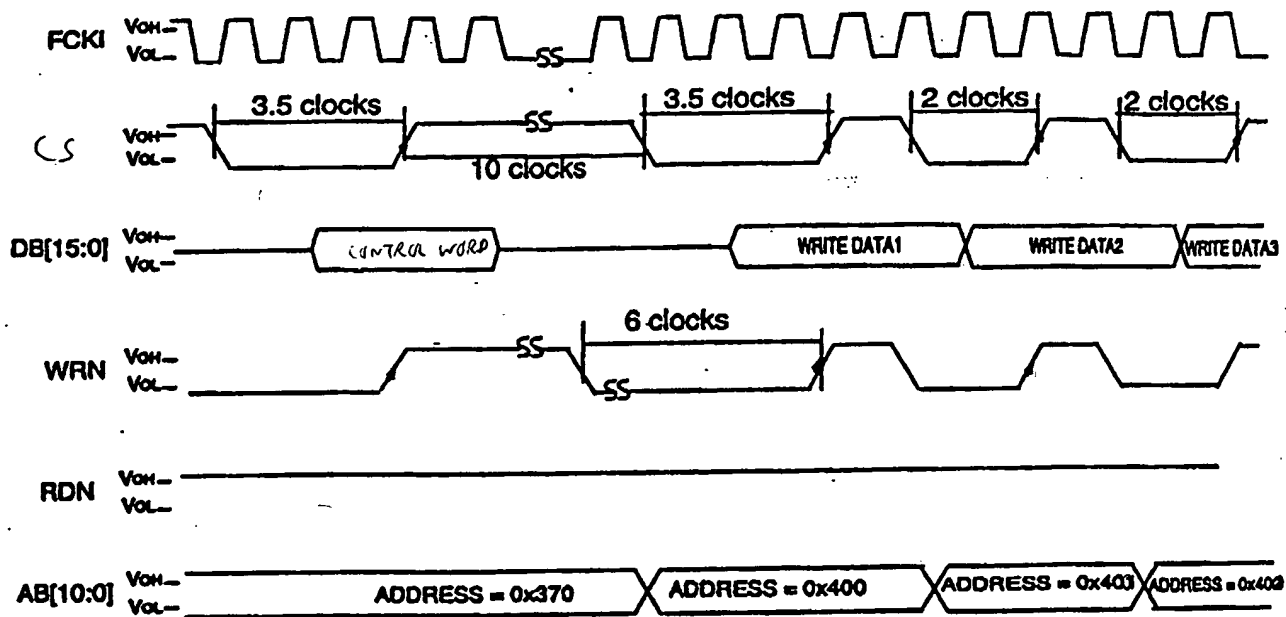 FCKI VOH VOL SS
3.5 clocks 3.5 clocks 2 clocks 2 clocks
CS VOH VOL SS
10 clocks
DB[15:0] VOH VOL CONTROL WORD WRITE DATA1 WRITE DATA2 WRITE DATA3
6 clocks
WRN VOH VOL SS SS
RDN VOH VOL
AB[10:0] VOH VOL ADDRESS = 0x370 ADDRESS = 0x400 ADDRESS = 0x401